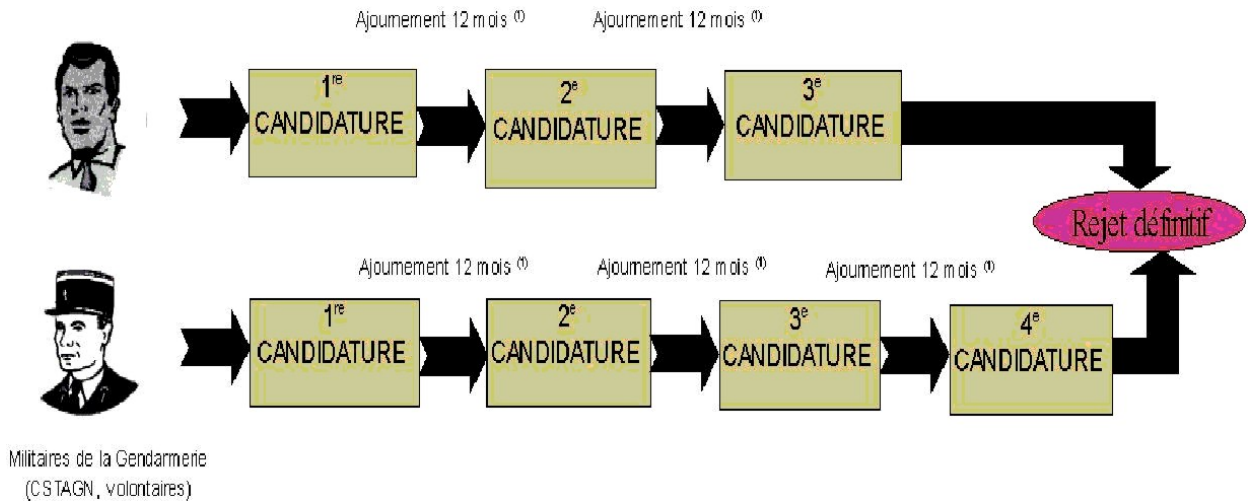 Ajournement 12 mois (1) Ajournement 12 mois (1)
1re CANDIDATURE
2e CANDIDATURE
3e CANDIDATURE
Rejet définitif
Ajournement 12 mois (1) Ajournement 12 mois (1) Ajournement 12 mois (1)
1re CANDIDATURE
2e CANDIDATURE
3e CANDIDATURE
4e CANDIDATURE
Militaires de la Gendarmerie
(CSTAGN, volontaires)